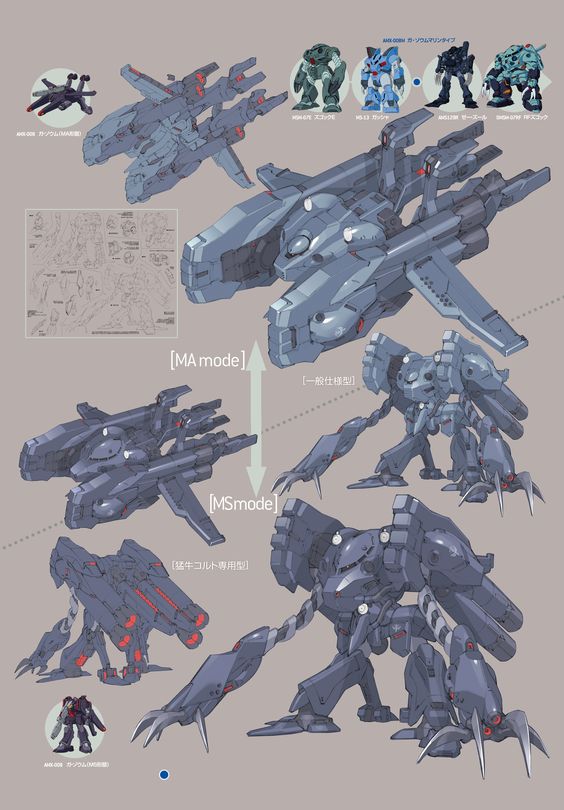 AMX-008M ガ・ゾウムマリンタイプ
MSM-07E ズゴックE
MS-13 ガッシャ
AMS129R ゼー・ズール
OMSM-07RF RFズゴック
AMX-008 ガ・ゾウム(MA形態)
[MA mode]
[一般仕様型]
[MS mode]
[猛牛コルト専用型]
AMX-008 ガ・ゾウム(MS形態)